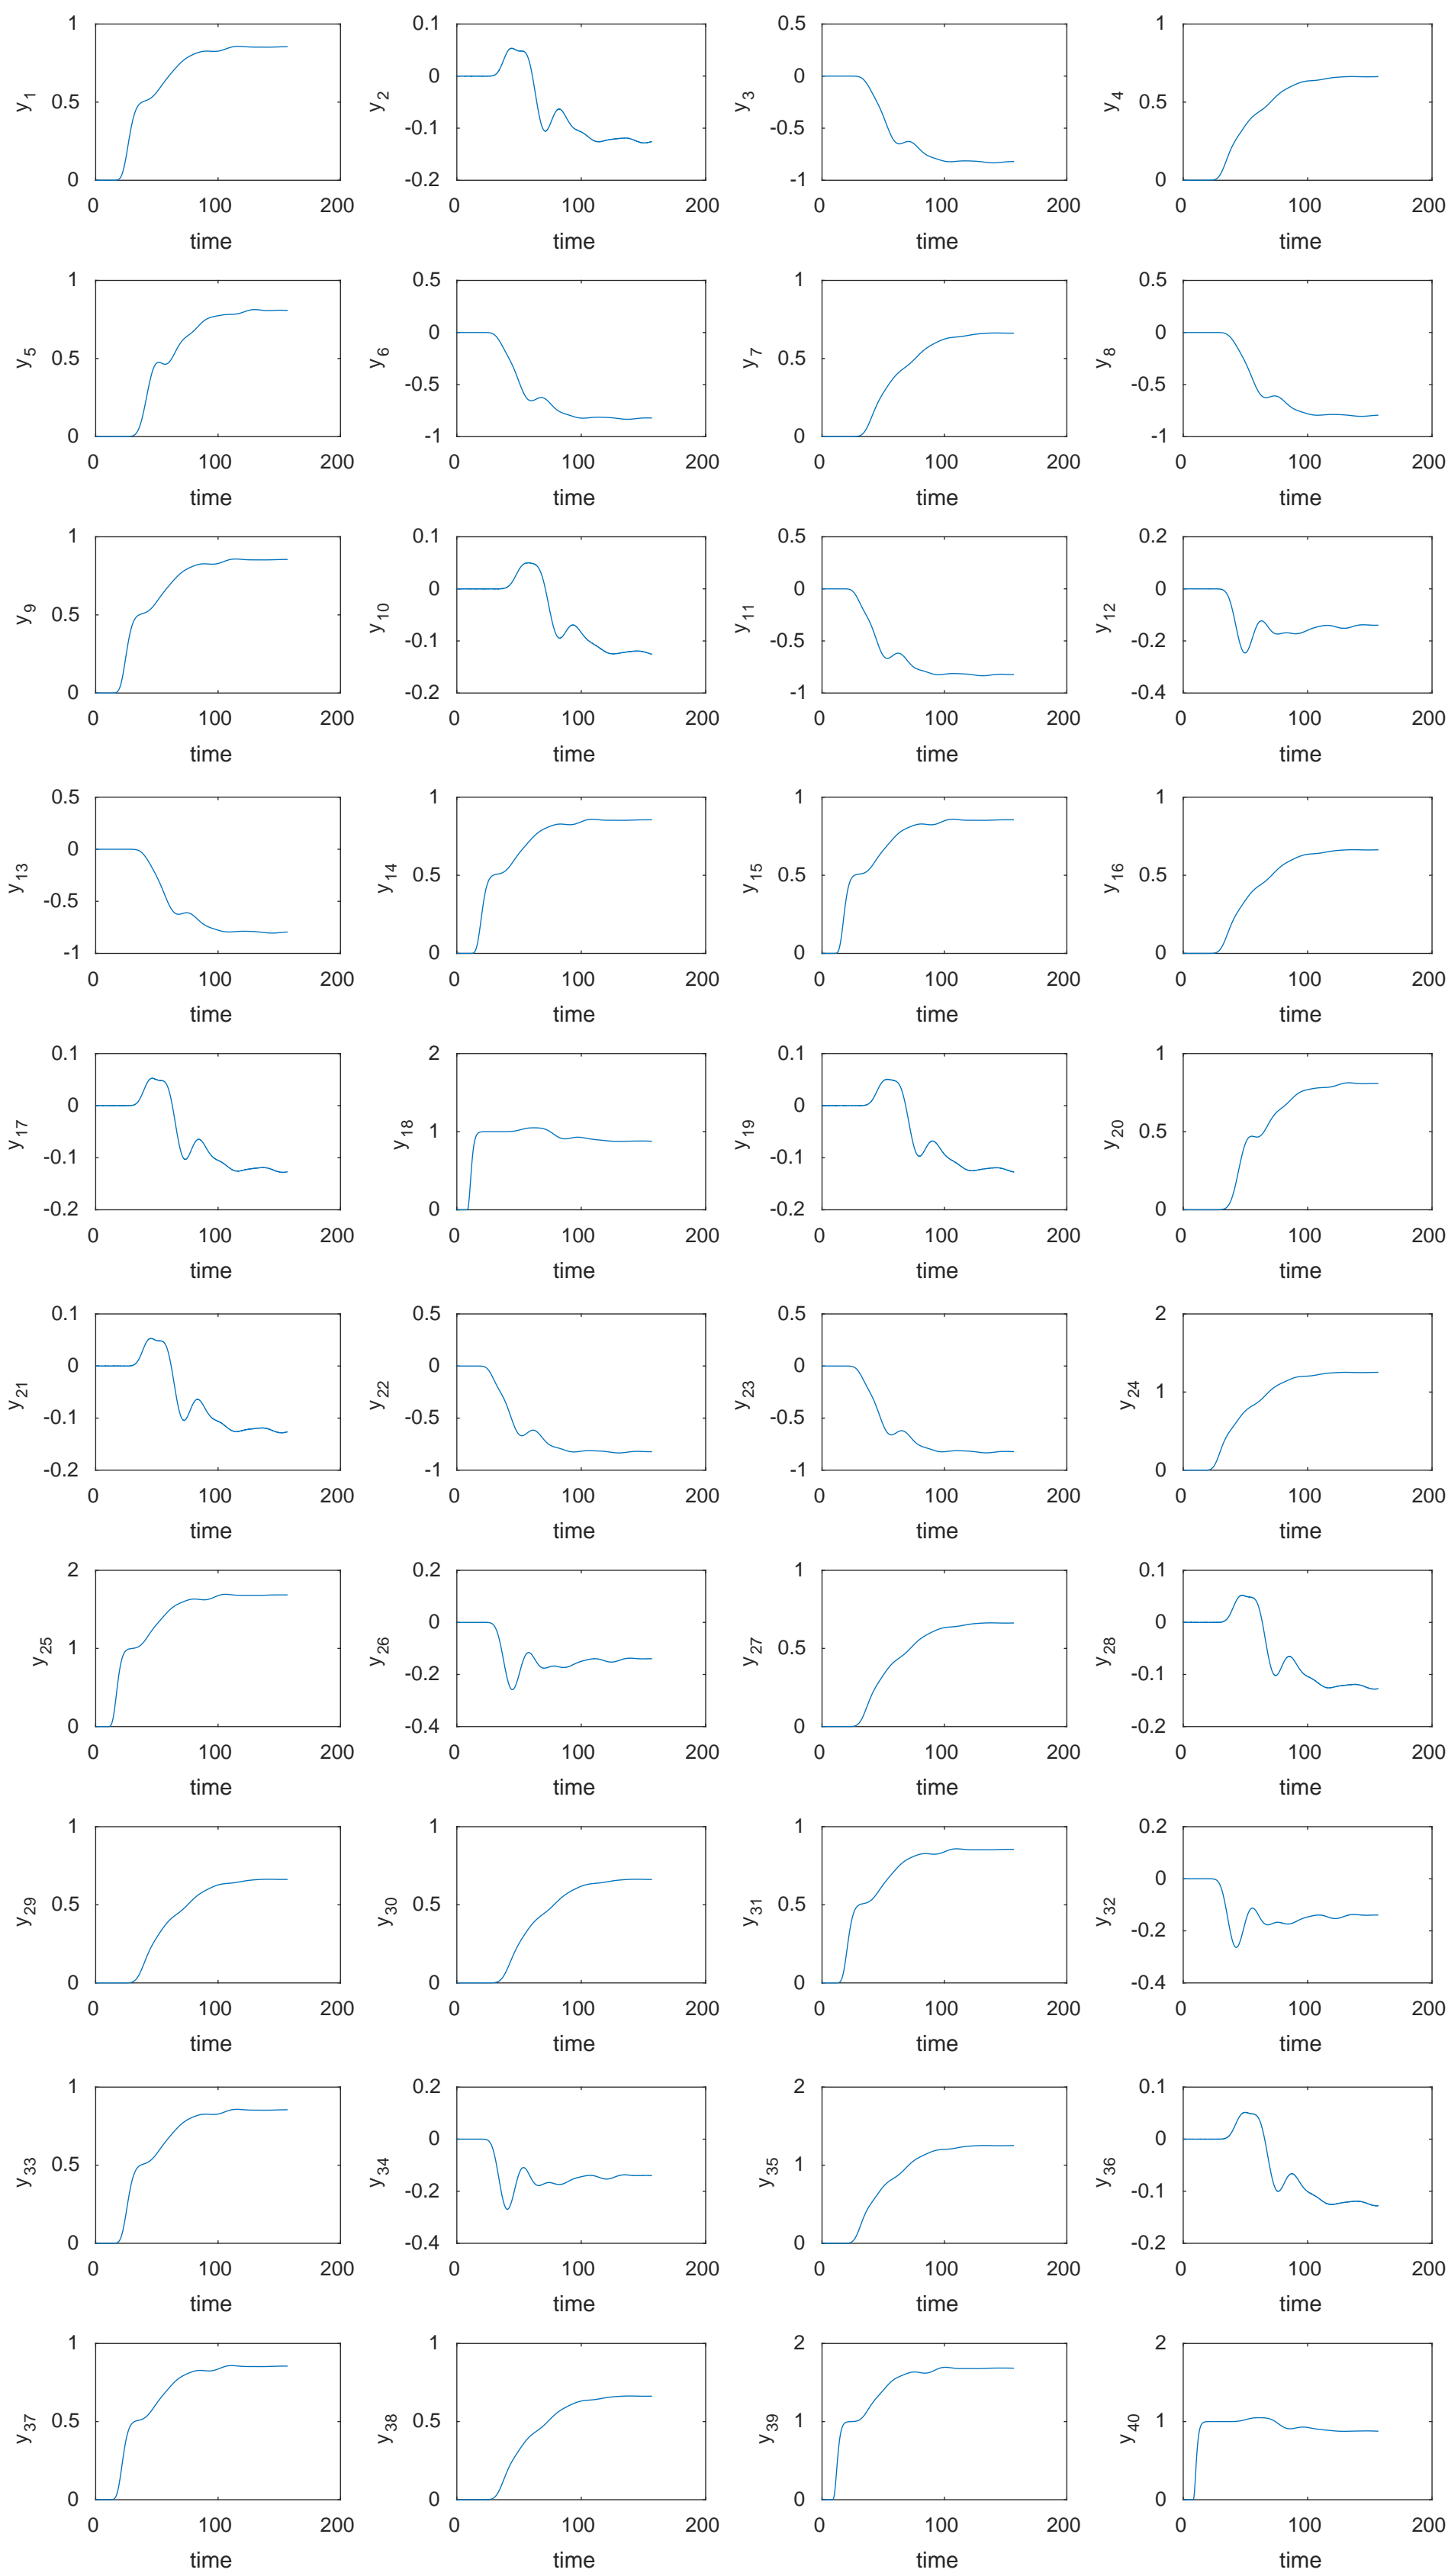 1 0.1 0.5 1
0 0
y1 0.5 y2 y3 y4 0.5
-0.1 -0.5
0 -0.2 -1 0
0 100 200 0 100 200 0 100 200 0 100 200
time time time time
1 0.5 1 0.5
0 0
y5 0.5 y6 y7 0.5 y8
-0.5 -0.5
0 -1 0 -1
0 100 200 0 100 200 0 100 200 0 100 200
time time time time
1 0.1 0.5 0.2
0 0 0
y9 0.5 y10 y11 y12
-0.1 -0.5 -0.2
0 -0.2 -1 -0.4
0 100 200 0 100 200 0 100 200 0 100 200
time time time time
0.5 1 1 1
0
y13 y14 0.5 y15 0.5 y16 0.5
-0.5
-1 0 0 0
0 100 200 0 100 200 0 100 200 0 100 200
time time time time
0.1 2 0.1 1
0 0
y17 y18 1 y19 y20 0.5
-0.1 -0.1
-0.2 0 -0.2 0
0 100 200 0 100 200 0 100 200 0 100 200
time time time time
0.1 0.5 0.5 2
0 0 0
y21 y22 y23 y24 1
-0.1 -0.5 -0.5
-0.2 -1 -1 0
0 100 200 0 100 200 0 100 200 0 100 200
time time time time
2 0.2 1 0.1
0 0
y25 1 y26 y27 0.5 y28
-0.2 -0.1
0 -0.4 0 -0.2
0 100 200 0 100 200 0 100 200 0 100 200
time time time time
1 1 1 0.2
0
y29 0.5 y30 0.5 y31 0.5 y32
-0.2
0 0 0 -0.4
0 100 200 0 100 200 0 100 200 0 100 200
time time time time
1 0.2 2 0.1
0 0
y33 0.5 y34 y35 1 y36
-0.2 -0.1
0 -0.4 0 -0.2
0 100 200 0 100 200 0 100 200 0 100 200
time time time time
1 1 2 2
y37 0.5 y38 0.5 y39 1 y40 1
0 0 0 0
0 100 200 0 100 200 0 100 200 0 100 200
time time time time